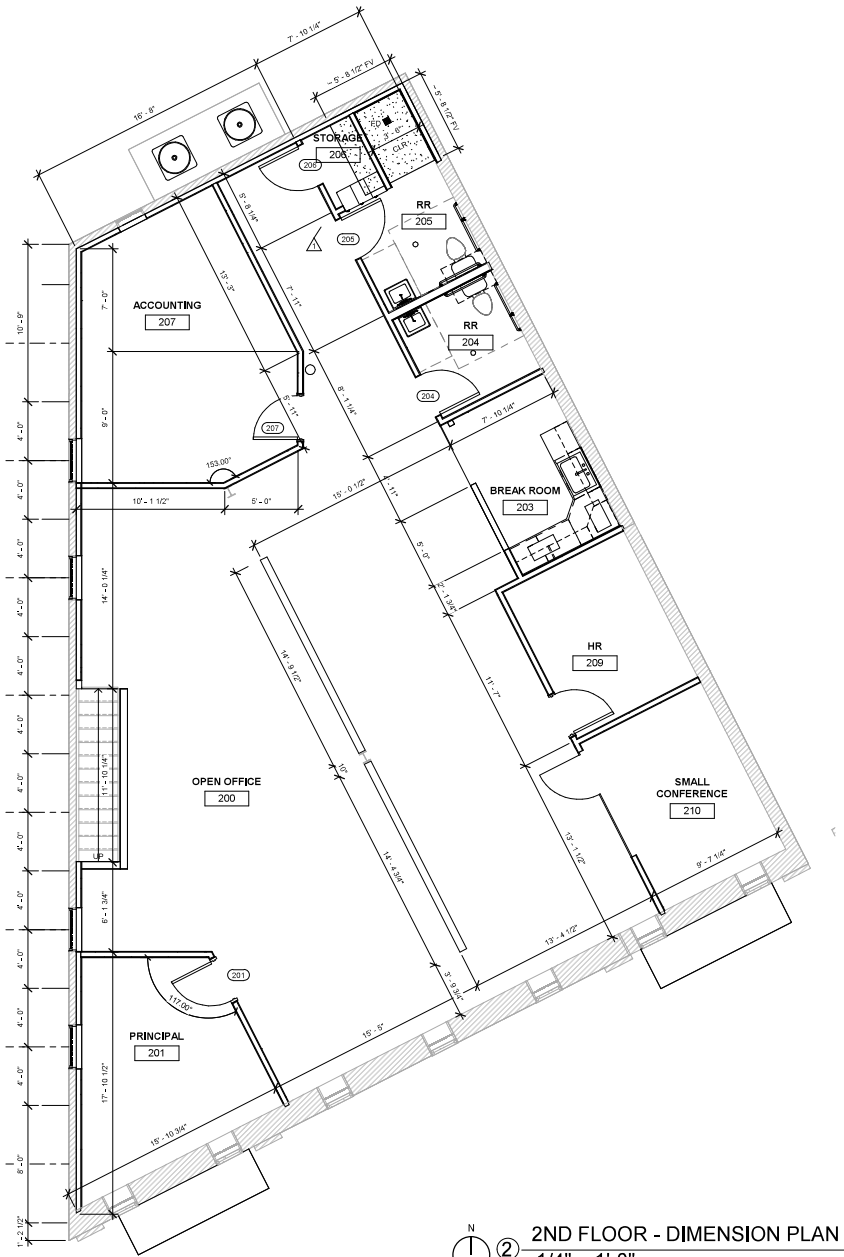 7' - 10 1/4"
16' - 8"
~ 5' - 8 1/2" FV
~ 5' - 8 1/2" FV
STORAGE
206
206
FD
3' - 6"
CLR
RR
205
205
1
5' - 8 1/4"
7' - 11"
13' - 3"
ACCOUNTING
207
7' - 0"
10' - 9"
RR
204
204
8' - 1 1/4"
5' - 11"
207
9' - 0"
153.00°
10' - 1 1/2"
5' - 0"
15' - 0 1/2"
7' - 10 1/4"
BREAK ROOM
203
5' - 0"
2' - 1 3/4"
4' - 0"
4' - 0"
4' - 0"
4' - 0"
4' - 0"
4' - 0"
4' - 0"
4' - 0"
4' - 0"
4' - 0"
4' - 0"
4' - 0"
14' - 0 1/4"
14' - 9 1/2"
HR
209
11' - 7"
10"
OPEN OFFICE
200
11' - 10 1/4"
UP
SMALL
CONFERENCE
210
13' - 1 1/2"
9' - 7 1/4"
14' - 4 3/4"
6' - 1 3/4"
13' - 4 1/2"
3' - 9 3/4"
201
117.00°
PRINCIPAL
201
15' - 5"
17' - 10 1/2"
15' - 10 3/4"
8' - 0"
1' - 2 1/2"
N
2
2ND FLOOR - DIMENSION PLAN